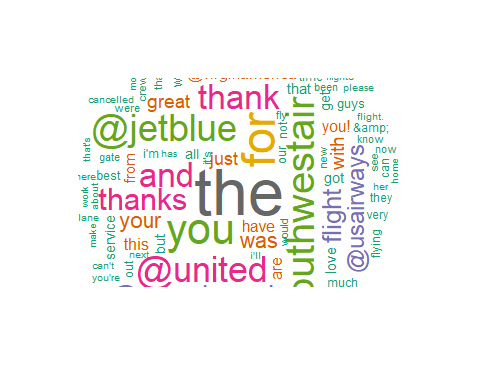 cancelled
were
great
thank
that
been
please
get
guys
@jetblue
for
fly
not
our
you!
flight.
&amp;
know
that's
gate
i'm
has
all
it's
just
with
new
see
now
can
home
best
from
and
the
got
her
they
work
about
thanks
outhwestair
flight
@usairways
very
make
service
your
you
have
was
would
flying
this
but
next
i'll
can't
you're
out
@united
are
love
much